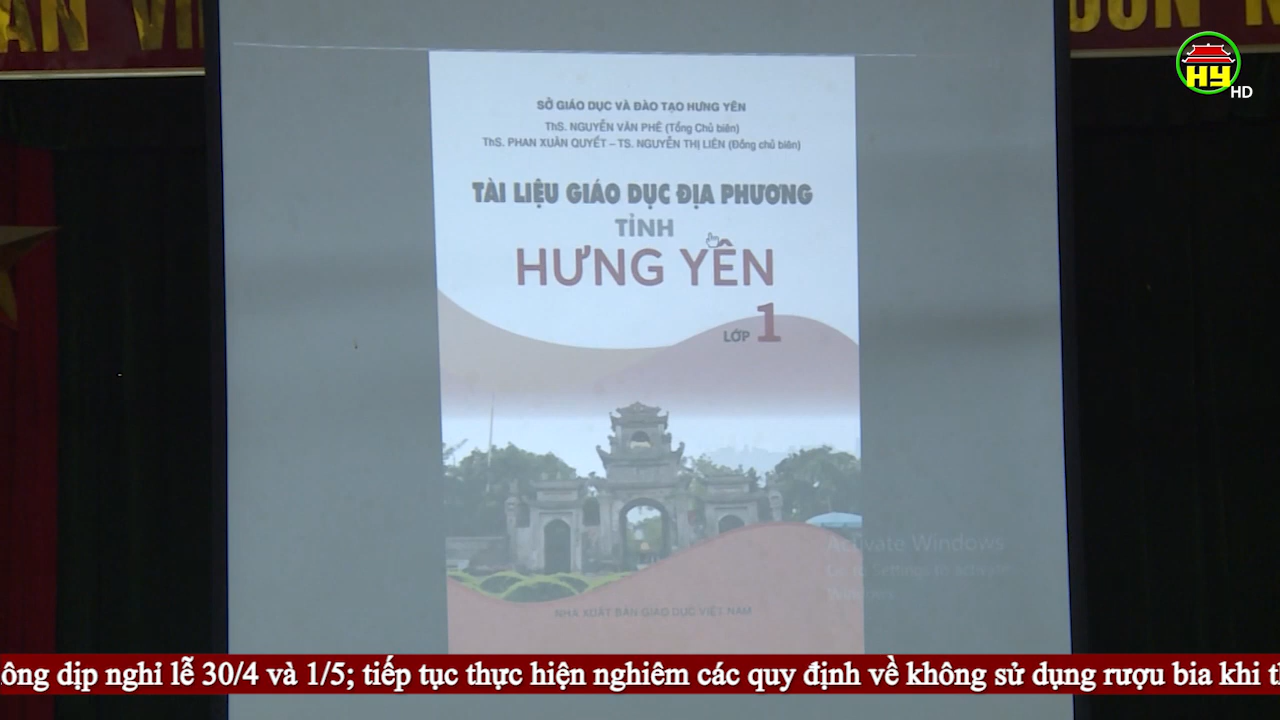 HY
HD
SỞ GIÁO DỤC VÀ ĐÀO TẠO HƯNG YÊN
ThS. NGUYỄN VĂN PHÊ (Tổng Chủ biên)
ThS. PHAN XUÂN QUYẾT – TS. NGUYỄN THỊ LIÊN (Đồng chủ biên)
TÀI LIỆU GIÁO DỤC ĐỊA PHƯƠNG
TỈNH
HƯNG YÊN
LỚP 1
Activate Windows
NHÀ XUẤT BẢN GIÁO DỤC VIỆT NAM
dịp nghỉ lễ 30/4 và 1/5; tiếp tục thực hiện nghiêm các quy định về không sử dụng rượu bia khi